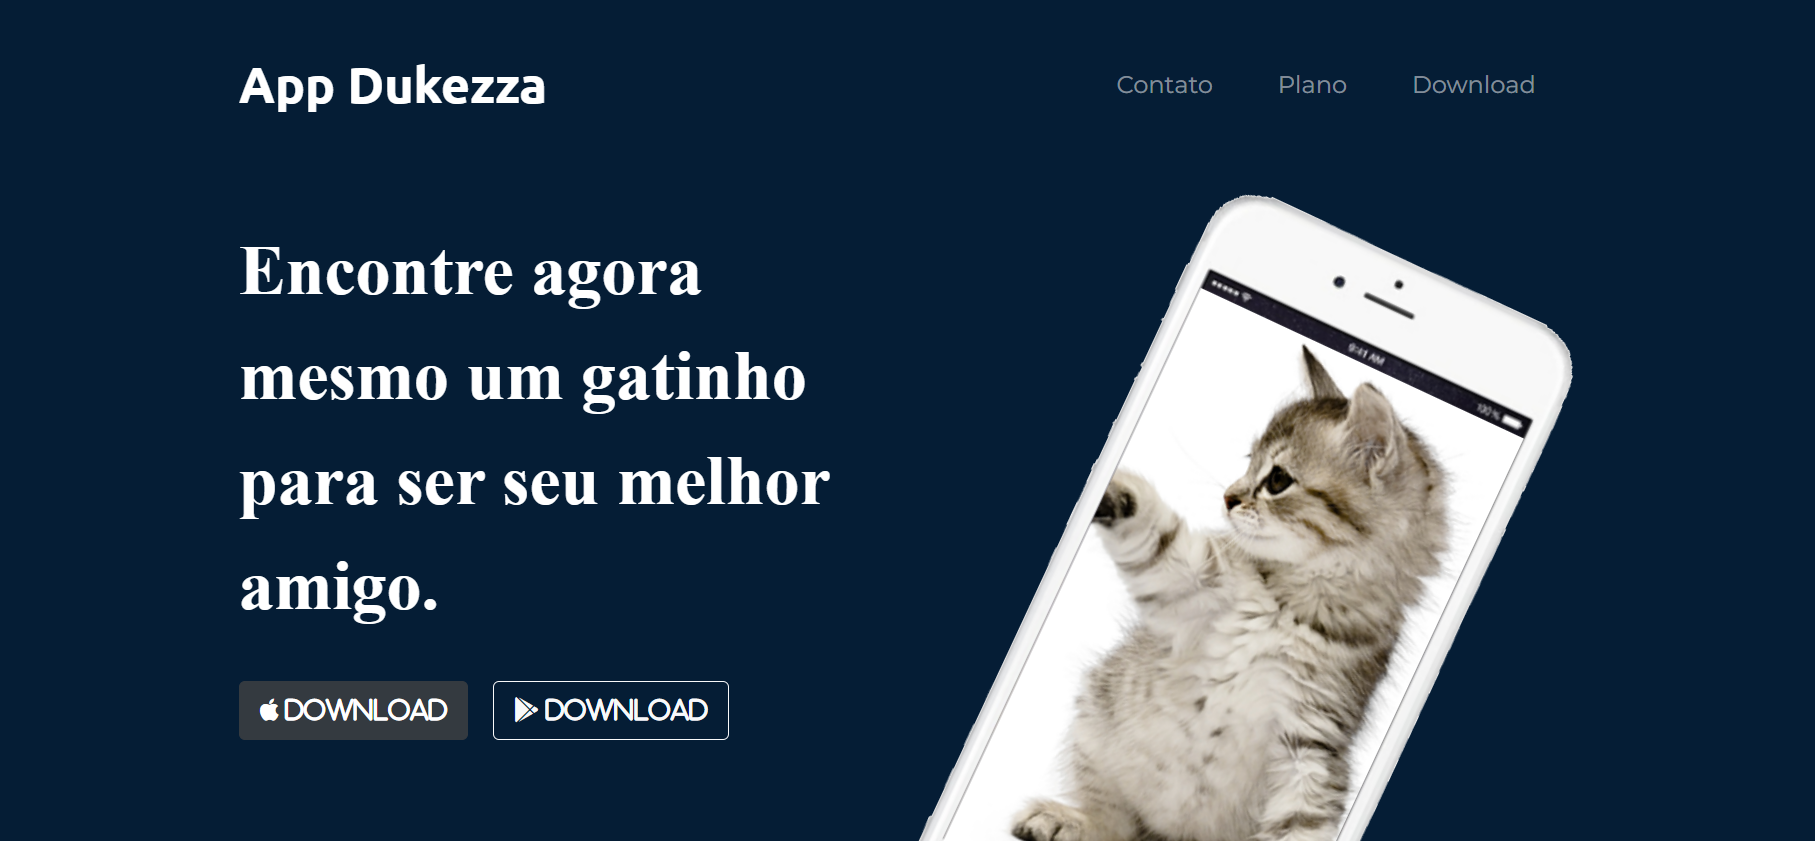 App Dukezza
Contato Plano Download
Encontre agora
mesmo um gatinho
para ser seu melhor
amigo.
DOWNLOAD DOWNLOAD
9:41 AM
100%